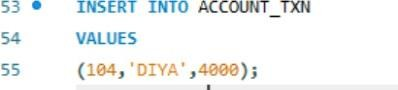 53 INSERT INTO ACCOUNT_TXN
54 VALUES
55 (104,'DIYA',4000);